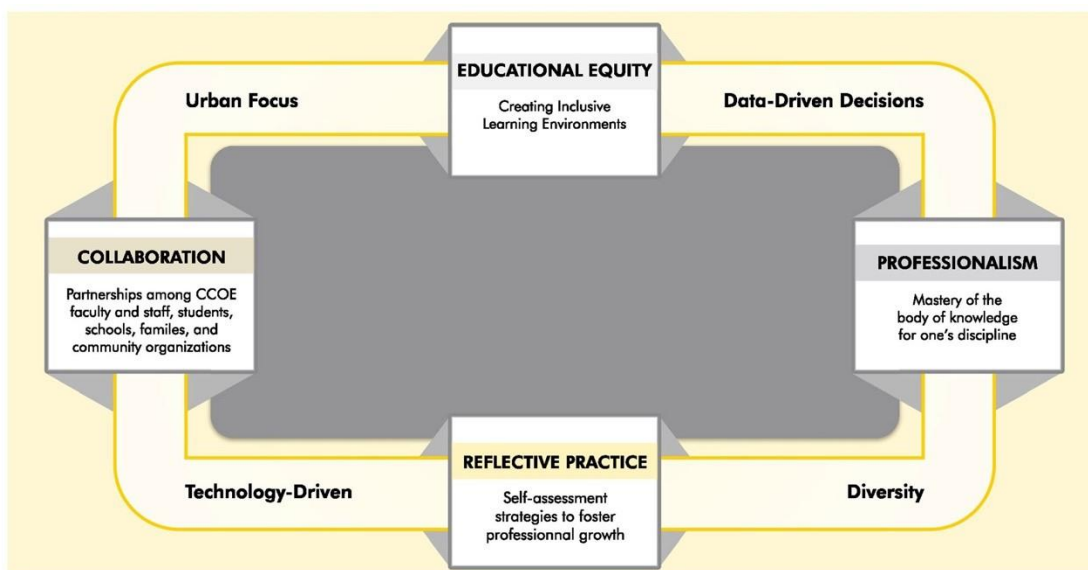 EDUCATIONAL EQUITY
Creating Inclusive
Learning Environments
Urban Focus
Data-Driven Decisions
COLLABORATION
Partnerships among CCOE
faculty and staff, students,
schools, familes, and
community organizations
PROFESSIONALISM
Mastery of the
body of knowledge
for one's discipline
REFLECTIVE PRACTICE
Self-assessment
strategies to foster
professionnal growth
Technology-Driven
Diversity